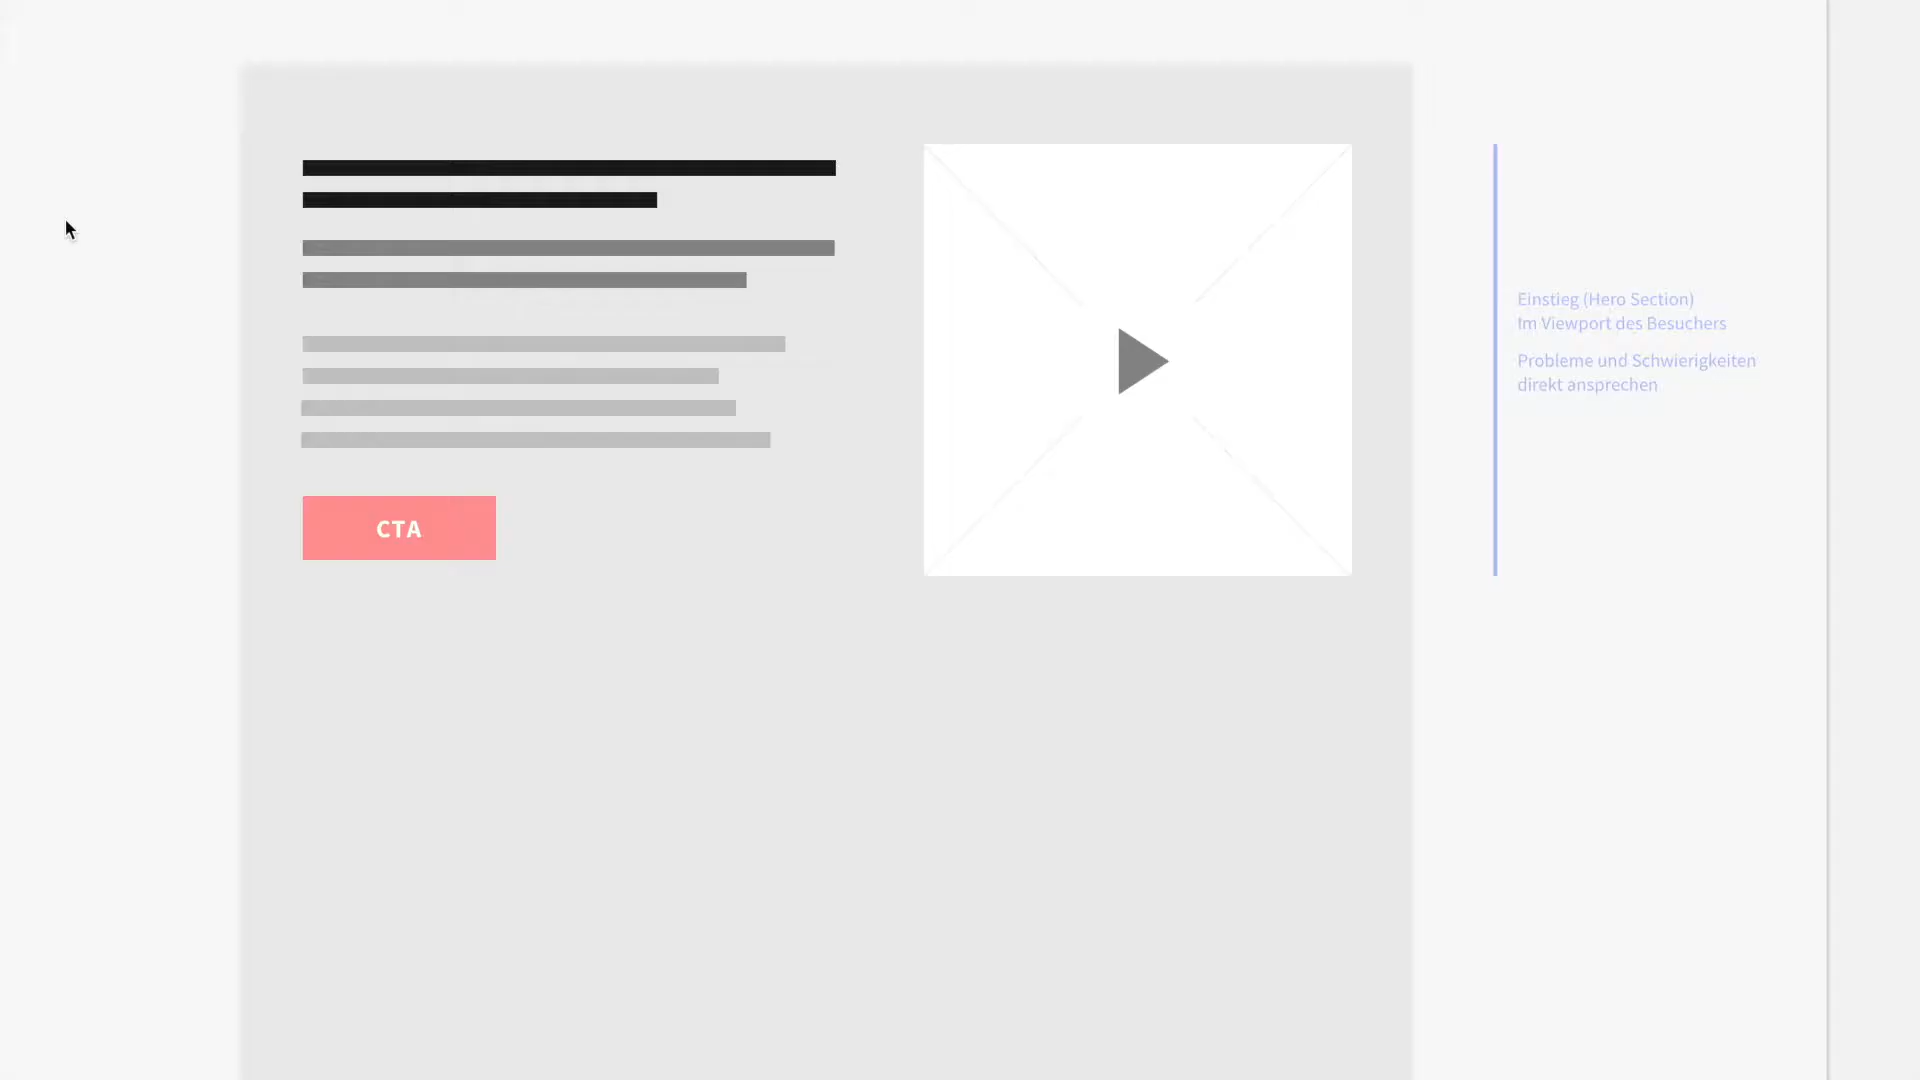 CTA
Einstieg (Hero Section)
Im Viewport des Besuchers
Probleme und Schwierigkeiten
direkt ansprechen